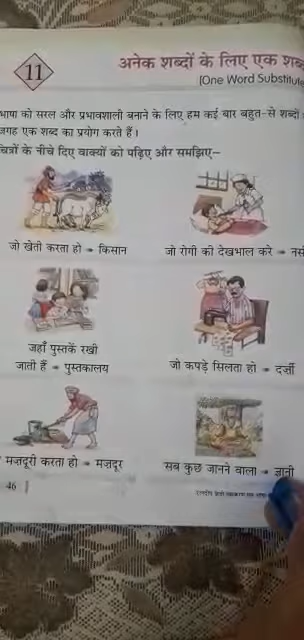 11
अनेक शब्दों के लिए एक
(One Word Substitute
भाषा को सरल और प्रभावशाली बनाने के लिए हम कई बार बहुत-से शब्दों
जगह एक शब्द का प्रयोग करते हैं।
चित्रों के नीचे दिए वाक्यों को पढ़िए और समझिए–
जो खेती करता हो - किसान
जो रोगी की देखभाल करे - नर्स
जहाँ पुस्तकें रखी
जाती हैं - पुस्तकालय
जो कपड़े सिलता हो - दर्ज़ी
मज़दूरी करता हो - मज़दूर
सब कुछ जानने वाला - ज्ञानी
46